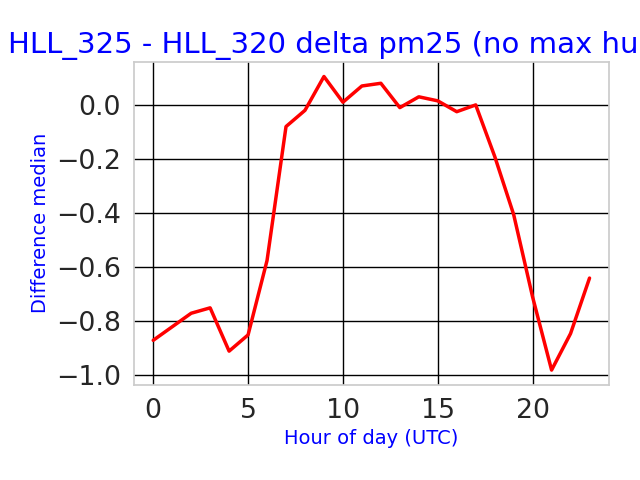 HLL_325 - HLL_320 delta pm25 (no max hu
0.0
−0.2
−0.4
−0.6
−0.8
−1.0
Difference median
0 5 10 15 20
Hour of day (UTC)